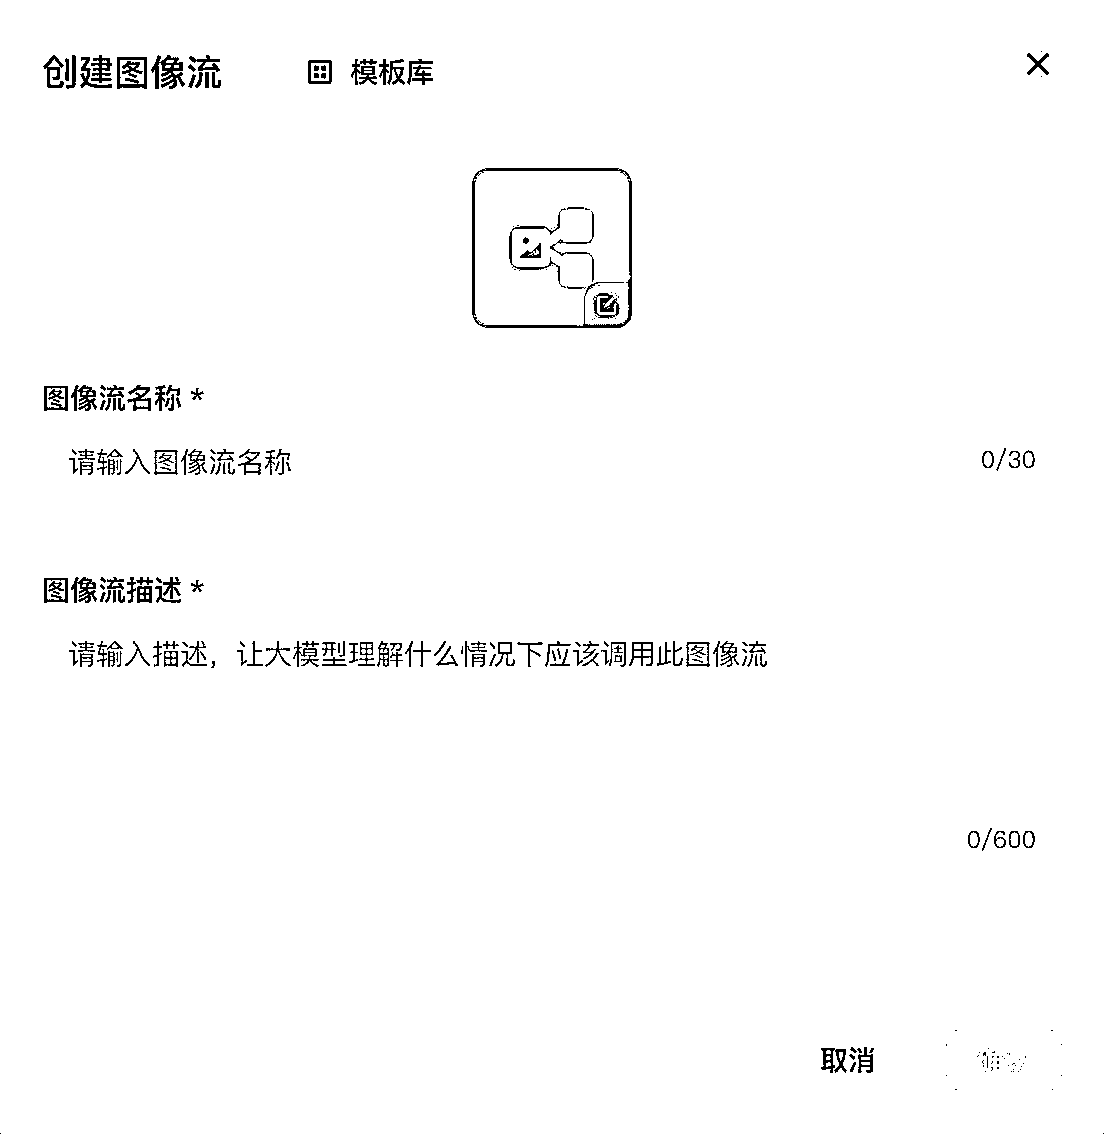 创建图像流 模板库
图像流名称 *
请输入图像流名称 0/30
图像流描述 *
请输入描述，让大模型理解什么情况下应该调用此图像流
0/600
取消